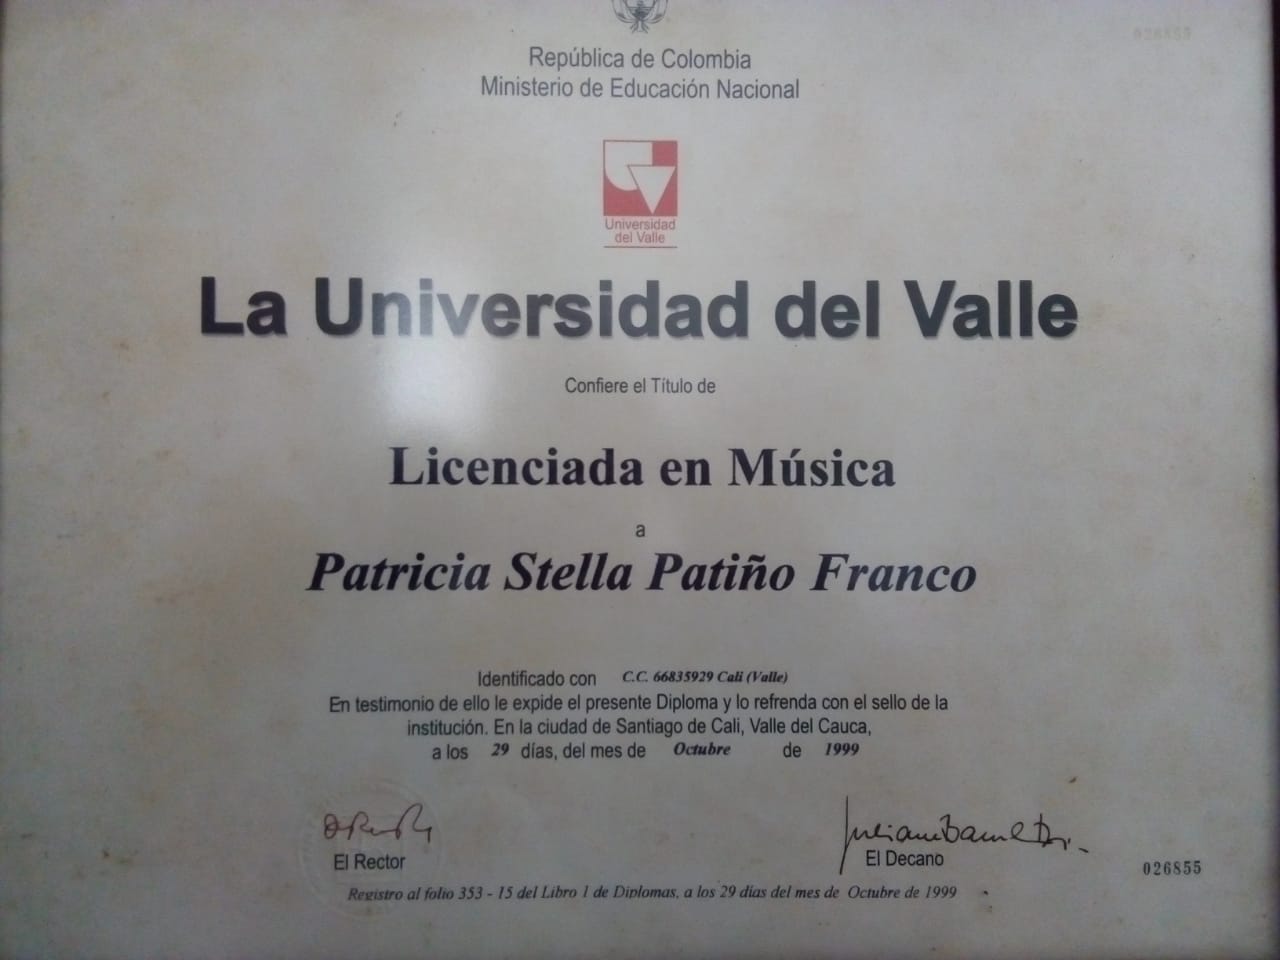 026855
República de Colombia
Ministerio de Educación Nacional
Universidad
del Valle
La Universidad del Valle
Confiere el Título de
Licenciada en Música
a
Patricia Stella Patiño Franco
Identificado con C.C. 66835929 Cali (Valle)
En testimonio de ello le expide el presente Diploma y lo refrenda con el sello de la
institución. En la ciudad de Santiago de Cali, Valle del Cauca,
a los 29 días, del mes de Octubre de 1999
El Rector
El Decano
026855
Registro al folio 353 - 15 del Libro 1 de Diplomas, a los 29 días del mes de Octubre de 1999